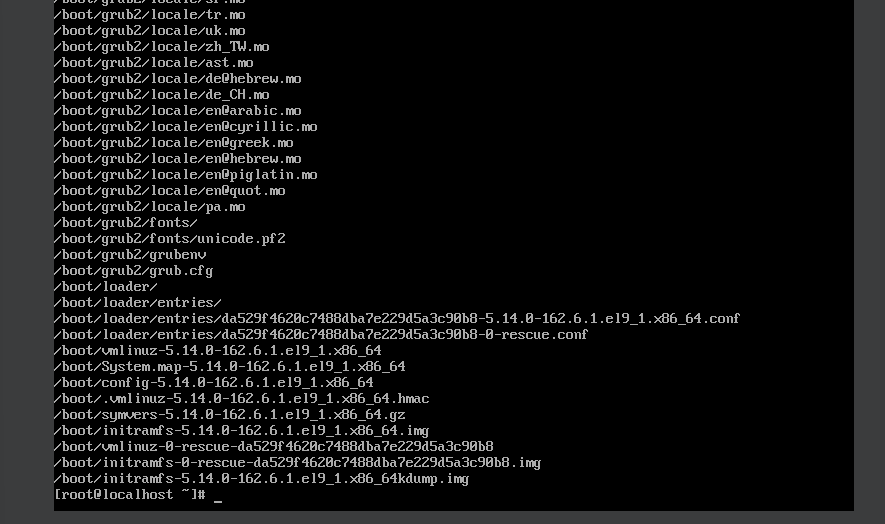 /boot/grub2/locale/sr.mo
/boot/grub2/locale/tr.mo
/boot/grub2/locale/uk.mo
/boot/grub2/locale/zh_TW.mo
/boot/grub2/locale/ast.mo
/boot/grub2/locale/de@hebrew.mo
/boot/grub2/locale/de_CH.mo
/boot/grub2/locale/en@arabic.mo
/boot/grub2/locale/en@cyrillic.mo
/boot/grub2/locale/en@greek.mo
/boot/grub2/locale/en@hebrew.mo
/boot/grub2/locale/en@piglatin.mo
/boot/grub2/locale/en@quot.mo
/boot/grub2/locale/pa.mo
/boot/grub2/fonts/
/boot/grub2/fonts/unicode.pf2
/boot/grub2/grubenv
/boot/grub2/grub.cfg
/boot/loader/
/boot/loader/entries/
/boot/loader/entries/da529f4620c7488dba7e229d5a3c90b8-5.14.0-162.6.1.el9_1.x86_64.conf
/boot/loader/entries/da529f4620c7488dba7e229d5a3c90b8-0-rescue.conf
/boot/vmlinuz-5.14.0-162.6.1.el9_1.x86_64
/boot/System.map-5.14.0-162.6.1.el9_1.x86_64
/boot/config-5.14.0-162.6.1.el9_1.x86_64
/boot/.vmlinuz-5.14.0-162.6.1.el9_1.x86_64.hmac
/boot/symvers-5.14.0-162.6.1.el9_1.x86_64.gz
/boot/initramfs-5.14.0-162.6.1.el9_1.x86_64.img
/boot/vmlinuz-0-rescue-da529f4620c7488dba7e229d5a3c90b8
/boot/initramfs-0-rescue-da529f4620c7488dba7e229d5a3c90b8.img
/boot/initramfs-5.14.0-162.6.1.el9_1.x86_64kdump.img
[root@localhost ~]# _